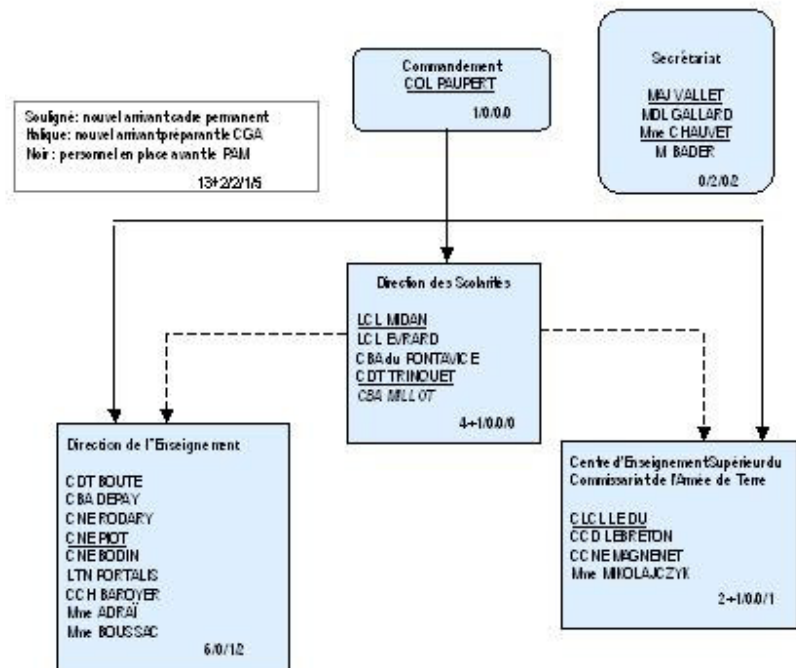 Commandement
COL PAUPERT
1/0/0.0
Secrétariat
MAJ VALLET
MDL GALLARD
Mme CHAUVET
M BADER
0/2/0/2
Souligné : nouvel arrivant cadre permanent
Italique : nouvel arrivant préparant le CGA
Noir : personnel en place avant le PAM
13+2/2/1/5
Direction des Scolarités
LCL MIDAN
LCL EVRARD
CBA du PONTAVICE
CDT TRINQUET
CBA MILLOT
4+1/0.0/0
Direction de l'Enseignement
CDT BOUTE
CBA DEPAY
CNE RODARY
CNE PIOT
CNE BODIN
LTN PORTALIS
CCH BAROYER
Mme ADRAÏ
Mme BOUSSAC
6/0/1/2
Centre d'Enseignement Supérieur du
Commissariat de l'Armée de Terre
CLCL LE DU
CCD LEBRETON
CCNE MAGNENET
Mme MIKOLAJCZYK
2+1/0.0/1